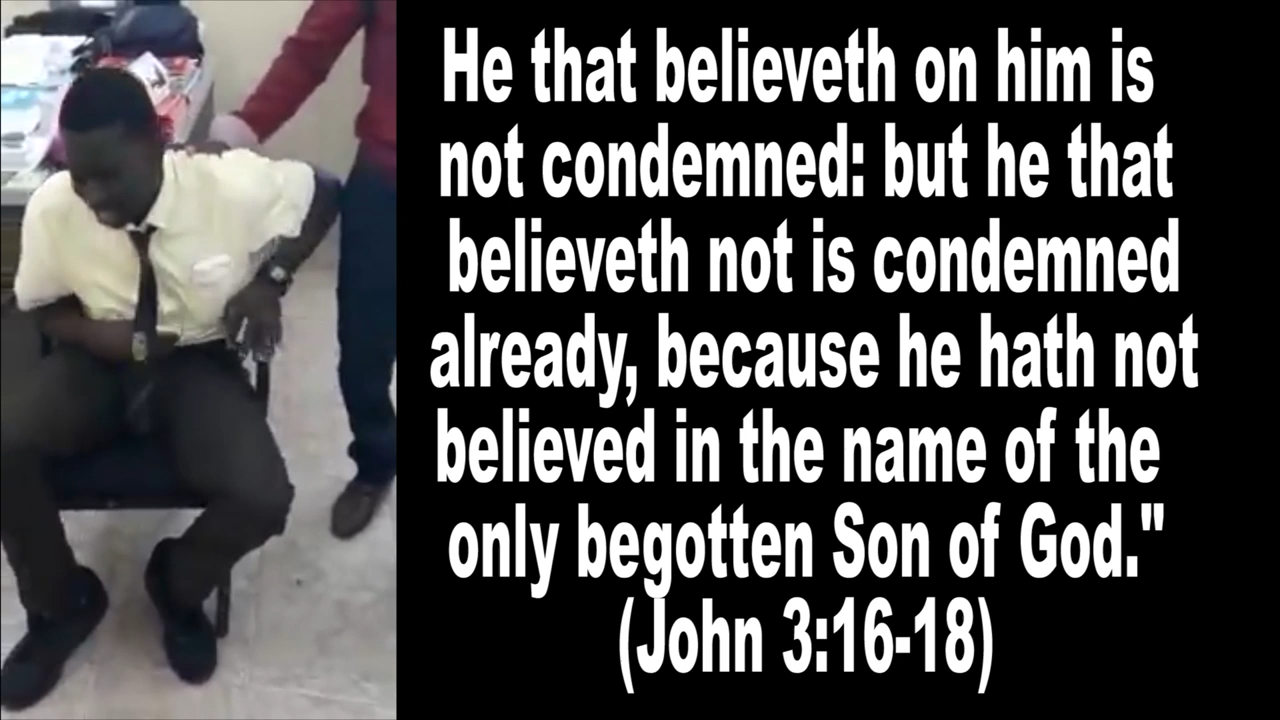 He that believeth on him is
not condemned: but he that
believeth not is condemned
already, because he hath not
believed in the name of the
only begotten Son of God."
(John 3:16-18)